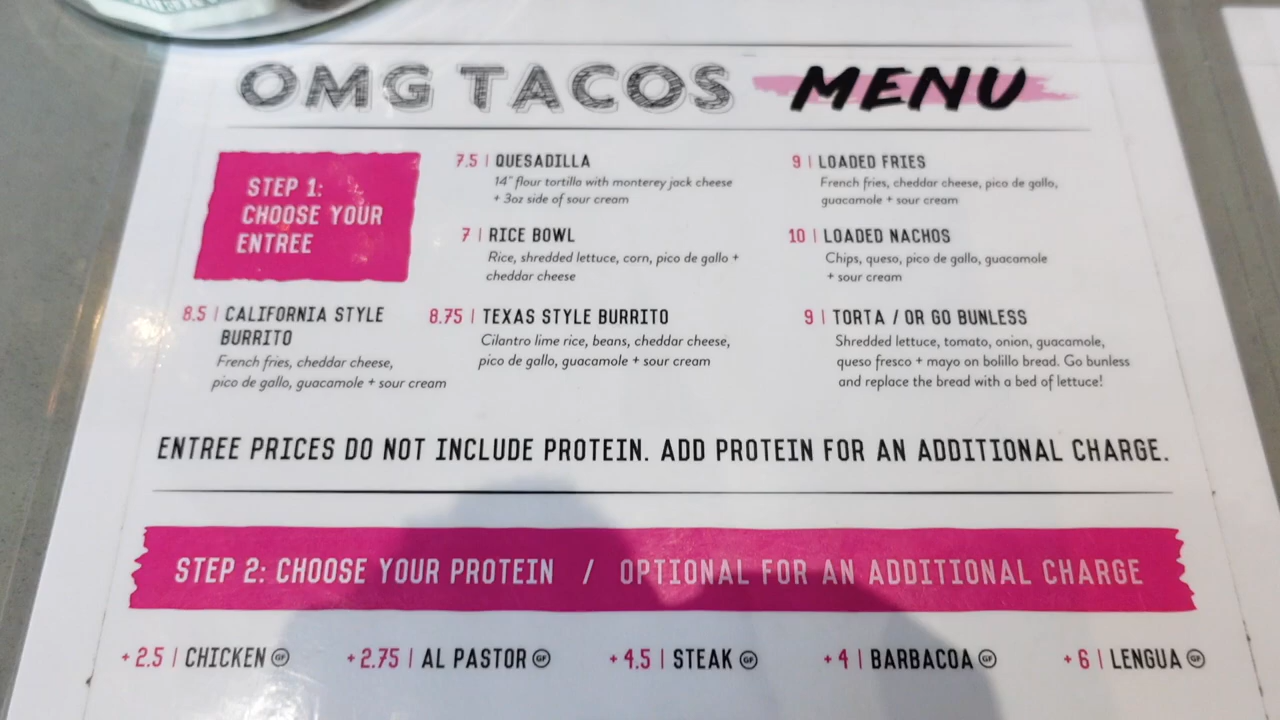 OMG TACOS MENU
STEP 1:
CHOOSE YOUR
ENTREE
7.5 | QUESADILLA
14" flour tortilla with monterey jack cheese
+ 3oz side of sour cream
9 | LOADED FRIES
French fries, cheddar cheese, pico de gallo,
guacamole + sour cream
7 | RICE BOWL
Rice, shredded lettuce, corn, pico de gallo +
cheddar cheese
10 | LOADED NACHOS
Chips, queso, pico de gallo, guacamole
+ sour cream
8.5 | CALIFORNIA STYLE
BURRITO
French fries, cheddar cheese,
pico de gallo, guacamole + sour cream
8.75 | TEXAS STYLE BURRITO
Cilantro lime rice, beans, cheddar cheese,
pico de gallo, guacamole + sour cream
9 | TORTA / OR GO BUNLESS
Shredded lettuce, tomato, onion, guacamole,
queso fresco + mayo on bolillo bread. Go bunless
and replace the bread with a bed of lettuce!
ENTREE PRICES DO NOT INCLUDE PROTEIN. ADD PROTEIN FOR AN ADDITIONAL CHARGE.
STEP 2: CHOOSE YOUR PROTEIN / OPTIONAL FOR AN ADDITIONAL CHARGE
+ 2.5 | CHICKEN GF
+ 2.75 | AL PASTOR GF
+ 4.5 | STEAK GF
+ 4 | BARBACOA GF
+ 6 | LENGUA GF